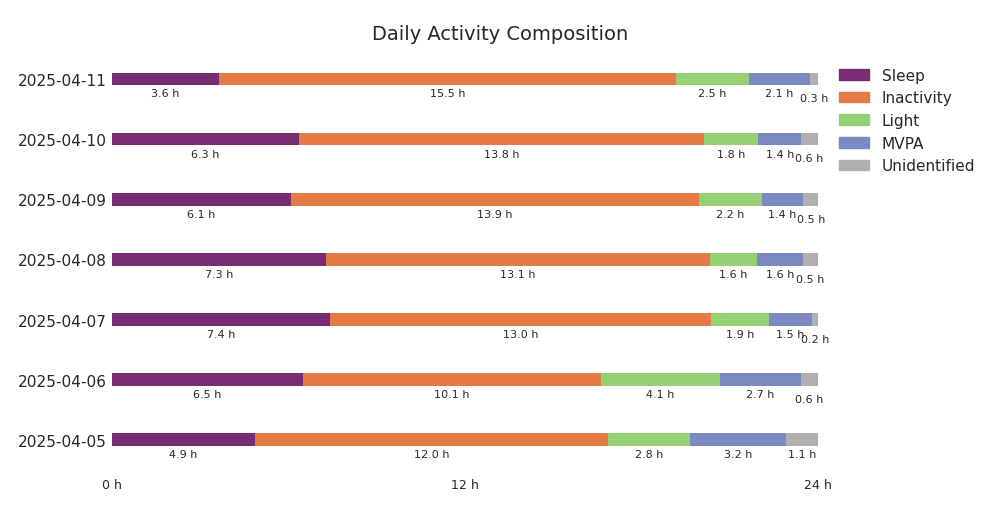 Daily Activity Composition
2025-04-11
3.6 h 15.5 h 2.5 h 2.1 h 0.3 h
2025-04-10
6.3 h 13.8 h 1.8 h 1.4 h 0.6 h
2025-04-09
6.1 h 13.9 h 2.2 h 1.4 h 0.5 h
2025-04-08
7.3 h 13.1 h 1.6 h 1.6 h 0.5 h
2025-04-07
7.4 h 13.0 h 1.9 h 1.5 h 0.2 h
2025-04-06
6.5 h 10.1 h 4.1 h 2.7 h 0.6 h
2025-04-05
4.9 h 12.0 h 2.8 h 3.2 h 1.1 h
0 h 12 h 24 h
Sleep
Inactivity
Light
MVPA
Unidentified